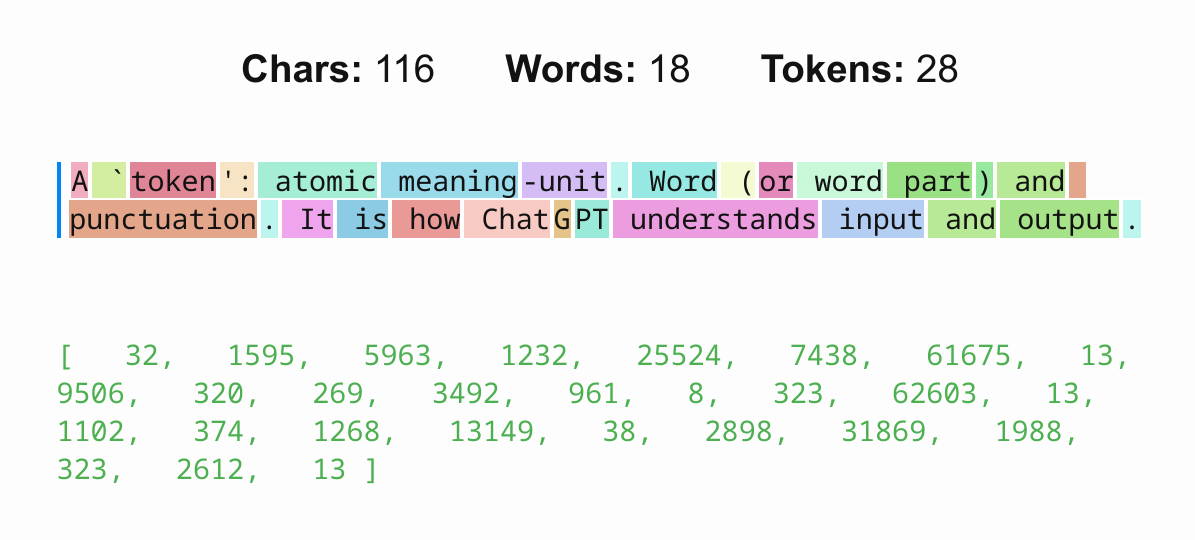 Chars: 116 Words: 18 Tokens: 28
A `token': atomic meaning-unit. Word (or word part) and
punctuation. It is how ChatGPT understands input and output.
[ 32, 1595, 5963, 1232, 25524, 7438, 61675, 13,
9506, 320, 269, 3492, 961, 8, 323, 62603, 13,
1102, 374, 1268, 13149, 38, 2898, 31869, 1988,
323, 2612, 13 ]